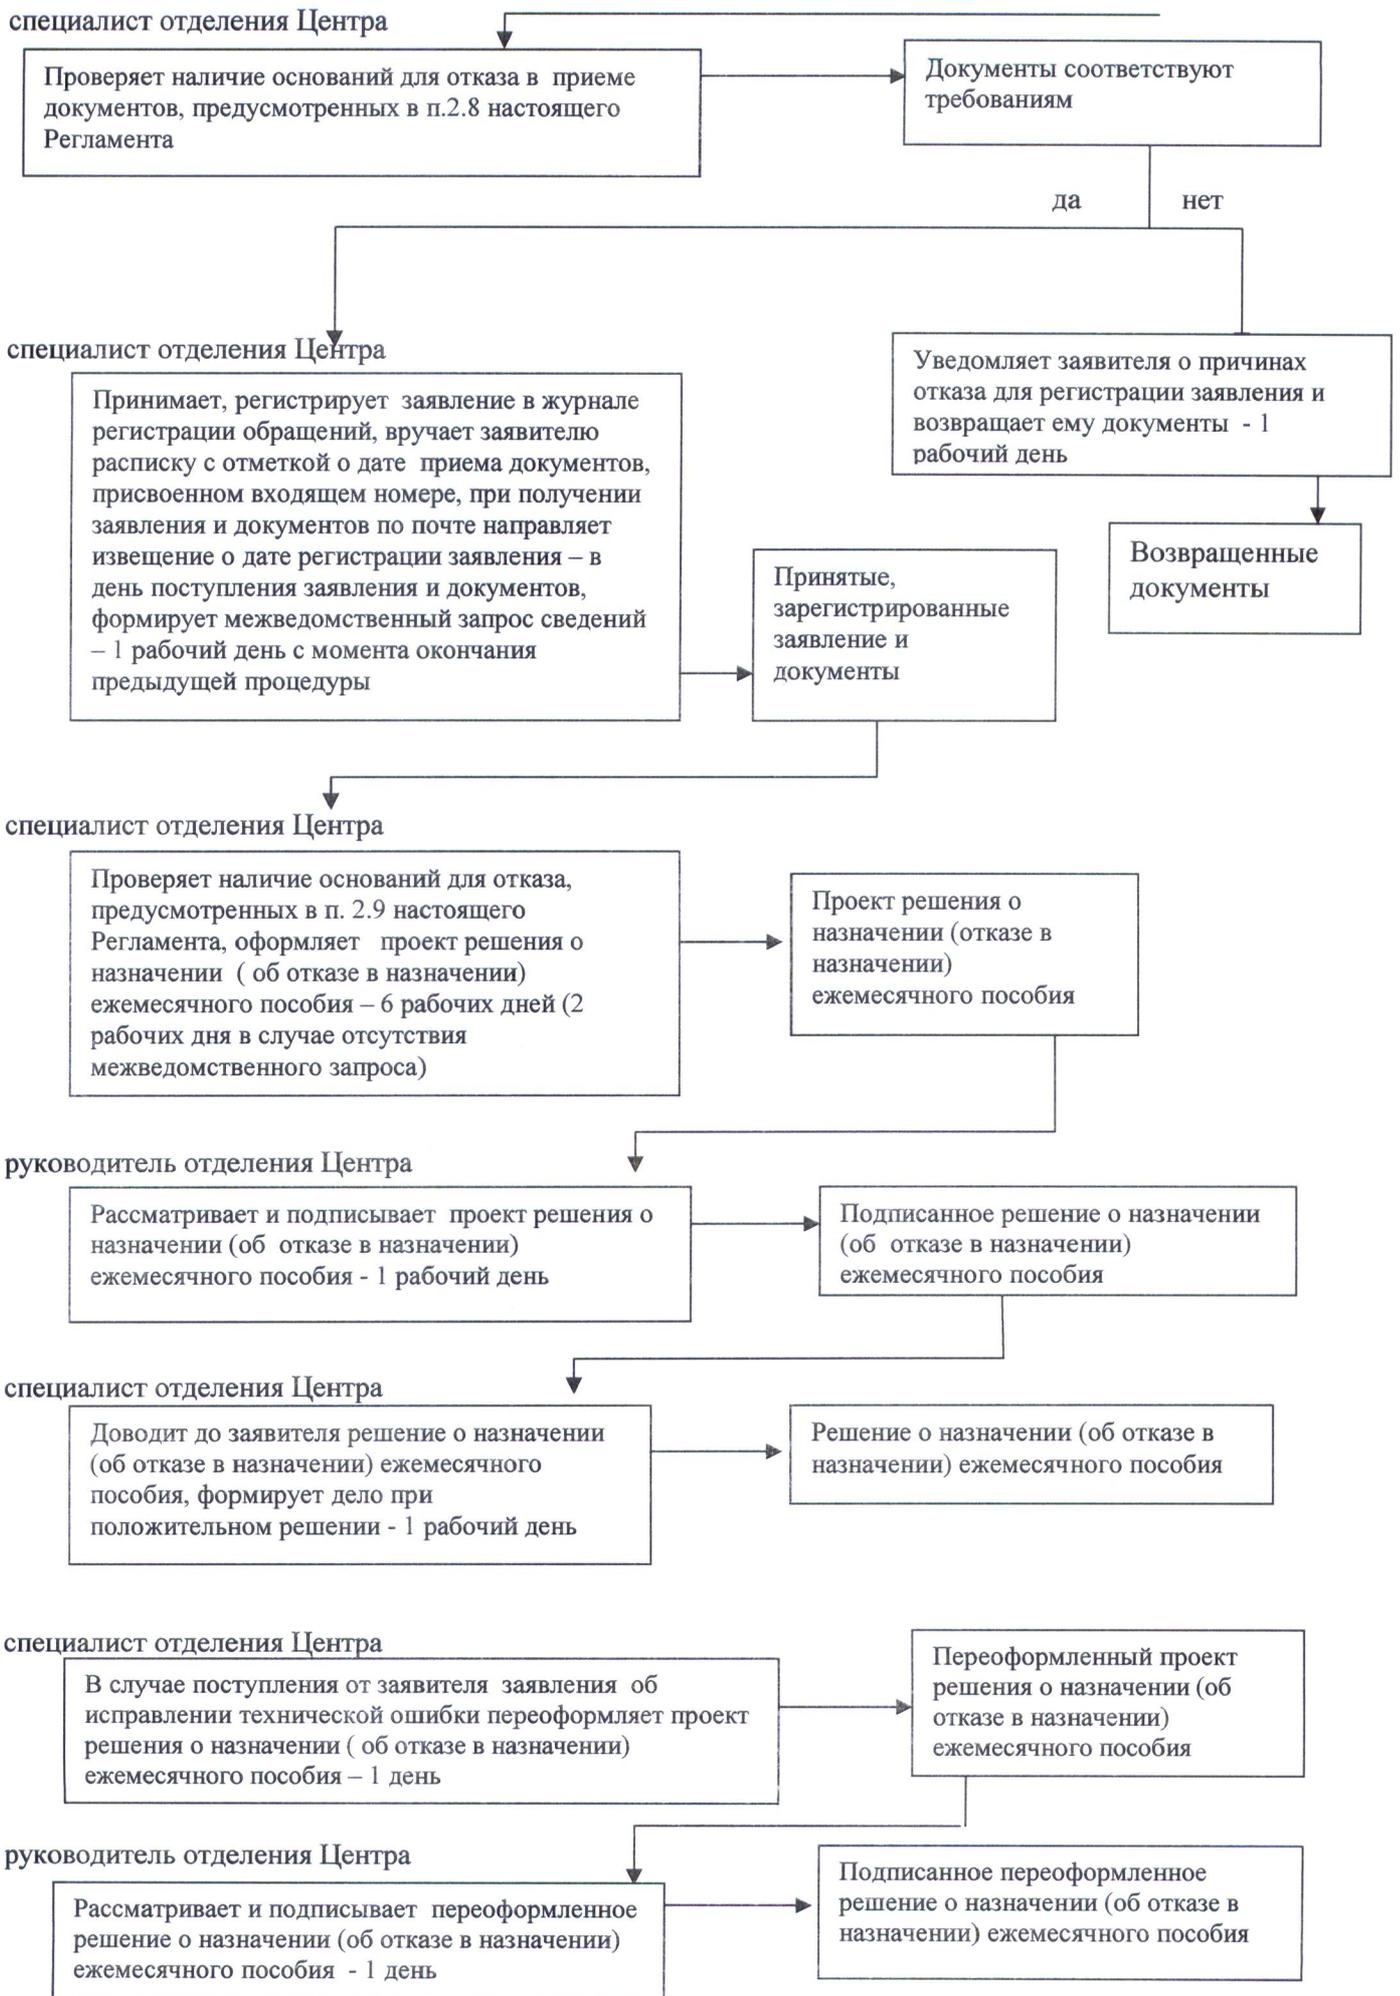 специалист отделения Центра
Проверяет наличие оснований для отказа в приеме
документов, предусмотренных в п.2.8 настоящего
Регламента
Документы соответствуют
требованиям
да нет
специалист отделения Центра
Принимает, регистрирует заявление в журнале
регистрации обращений, вручает заявителю
расписку с отметкой о дате приема документов,
присвоенном входящем номере, при получении
заявления и документов по почте направляет
извещение о дате регистрации заявления – в
день поступления заявления и документов,
формирует межведомственный запрос сведений
– 1 рабочий день с момента окончания
предыдущей процедуры
Уведомляет заявителя о причинах
отказа для регистрации заявления и
возвращает ему документы - 1
рабочий день
Возвращенные
документы
Принятые,
зарегистрированные
заявление и
документы
специалист отделения Центра
Проверяет наличие оснований для отказа,
предусмотренных в п. 2.9 настоящего
Регламента, оформляет проект решения о
назначении ( об отказе в назначении)
ежемесячного пособия – 6 рабочих дней (2
рабочих дня в случае отсутствия
межведомственного запроса)
Проект решения о
назначении (отказе в
назначении)
ежемесячного пособия
руководитель отделения Центра
Рассматривает и подписывает проект решения о
назначении (об отказе в назначении)
ежемесячного пособия - 1 рабочий день
Подписанное решение о назначении
(об отказе в назначении)
ежемесячного пособия
специалист отделения Центра
Доводит до заявителя решение о назначении
(об отказе в назначении) ежемесячного
пособия, формирует дело при
положительном решении - 1 рабочий день
Решение о назначении (об отказе в
назначении) ежемесячного пособия
специалист отделения Центра
В случае поступления от заявителя заявления об
исправлении технической ошибки переоформляет проект
решения о назначении ( об отказе в назначении)
ежемесячного пособия – 1 день
Переоформленный проект
решения о назначении (об
отказе в назначении)
ежемесячного пособия
руководитель отделения Центра
Рассматривает и подписывает переоформленное
решение о назначении (об отказе в назначении)
ежемесячного пособия - 1 день
Подписанное переоформленное
решение о назначении (об отказе в
назначении) ежемесячного пособия